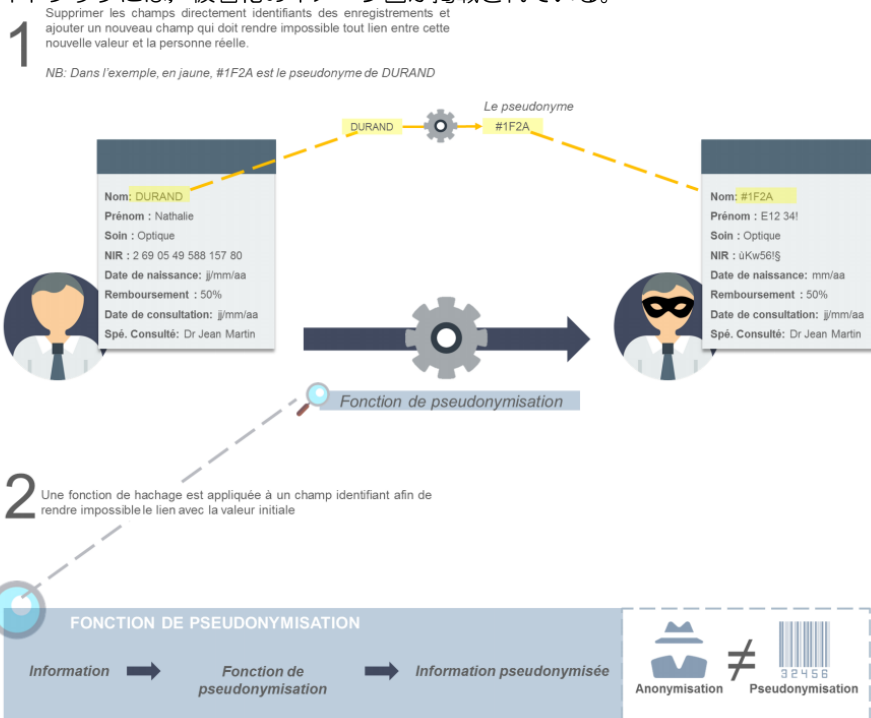 Supprimer les champs directement identifiants des enregistrements et
1 ajouter un nouveau champ qui doit rendre impossible tout lien entre cette
nouvelle valeur et la personne réelle.
NB: Dans l'exemple, en jaune, #1F2A est le pseudonyme de DURAND
Le pseudonyme
DURAND
#1F2A
Nom: DURAND
Prénom : Nathalie
Soin : Optique
NIR : 2 69 05 49 588 157 80
Date de naissance: jj/mm/aa
Remboursement : 50%
Date de consultation: jj/mm/aa
Spé. Consulté: Dr Jean Martin
Nom: #1F2A
Prénom : E12 34!
Soin : Optique
NIR : ùKw56!§
Date de naissance: mm/aa
Remboursement : 50%
Date de consultation: jj/mm/aa
Spé. Consulté: Dr Jean Martin
Fonction de pseudonymisation
2 Une fonction de hachage est appliquée à un champ identifiant afin de
rendre impossible le lien avec la valeur initiale
FONCTION DE PSEUDONYMISATION
Information
Fonction de
pseudonymisation
Information pseudonymisée
≠
32456
Anonymisation
Pseudonymisation